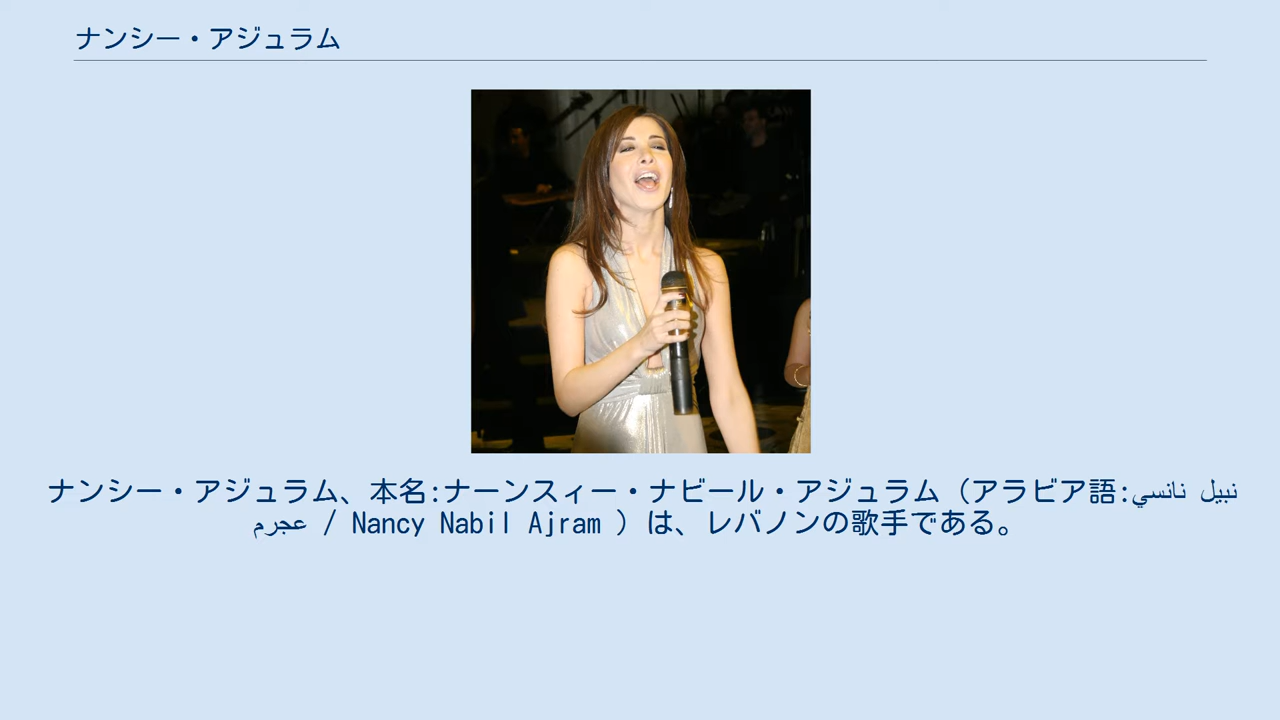 ナンシー・アジュラム
ナンシー・アジュラム、本名:ナーンスィー・ナビール・アジュラム（アラビア語:نانسي نبيل
عجرم / Nancy Nabil Ajram ）は、レバノンの歌手である。